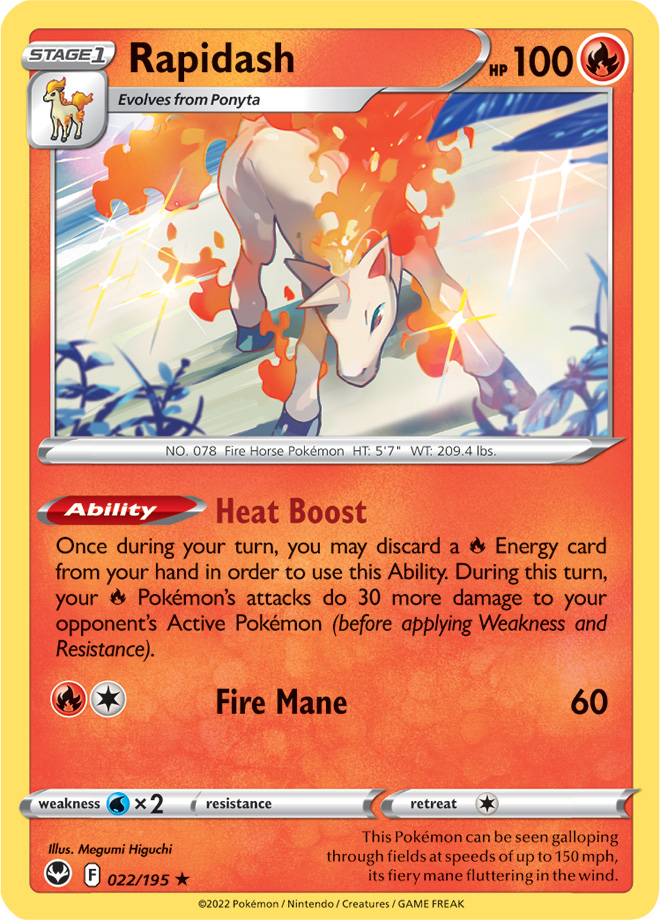 STAGE 1
Rapidash
HP 100
Evolves from Ponyta
NO. 078 Fire Horse Pokémon HT: 5'7" WT: 209.4 lbs.
Ability Heat Boost
Once during your turn, you may discard a Energy card
from your hand in order to use this Ability. During this turn,
your Pokémon's attacks do 30 more damage to your
opponent's Active Pokémon (before applying Weakness and
Resistance).
Fire Mane 60
weakness ×2 resistance retreat
Illus. Megumi Higuchi
F 022/195 ★
This Pokémon can be seen galloping
through fields at speeds of up to 150 mph,
its fiery mane fluttering in the wind.
©2022 Pokémon / Nintendo / Creatures / GAME FREAK